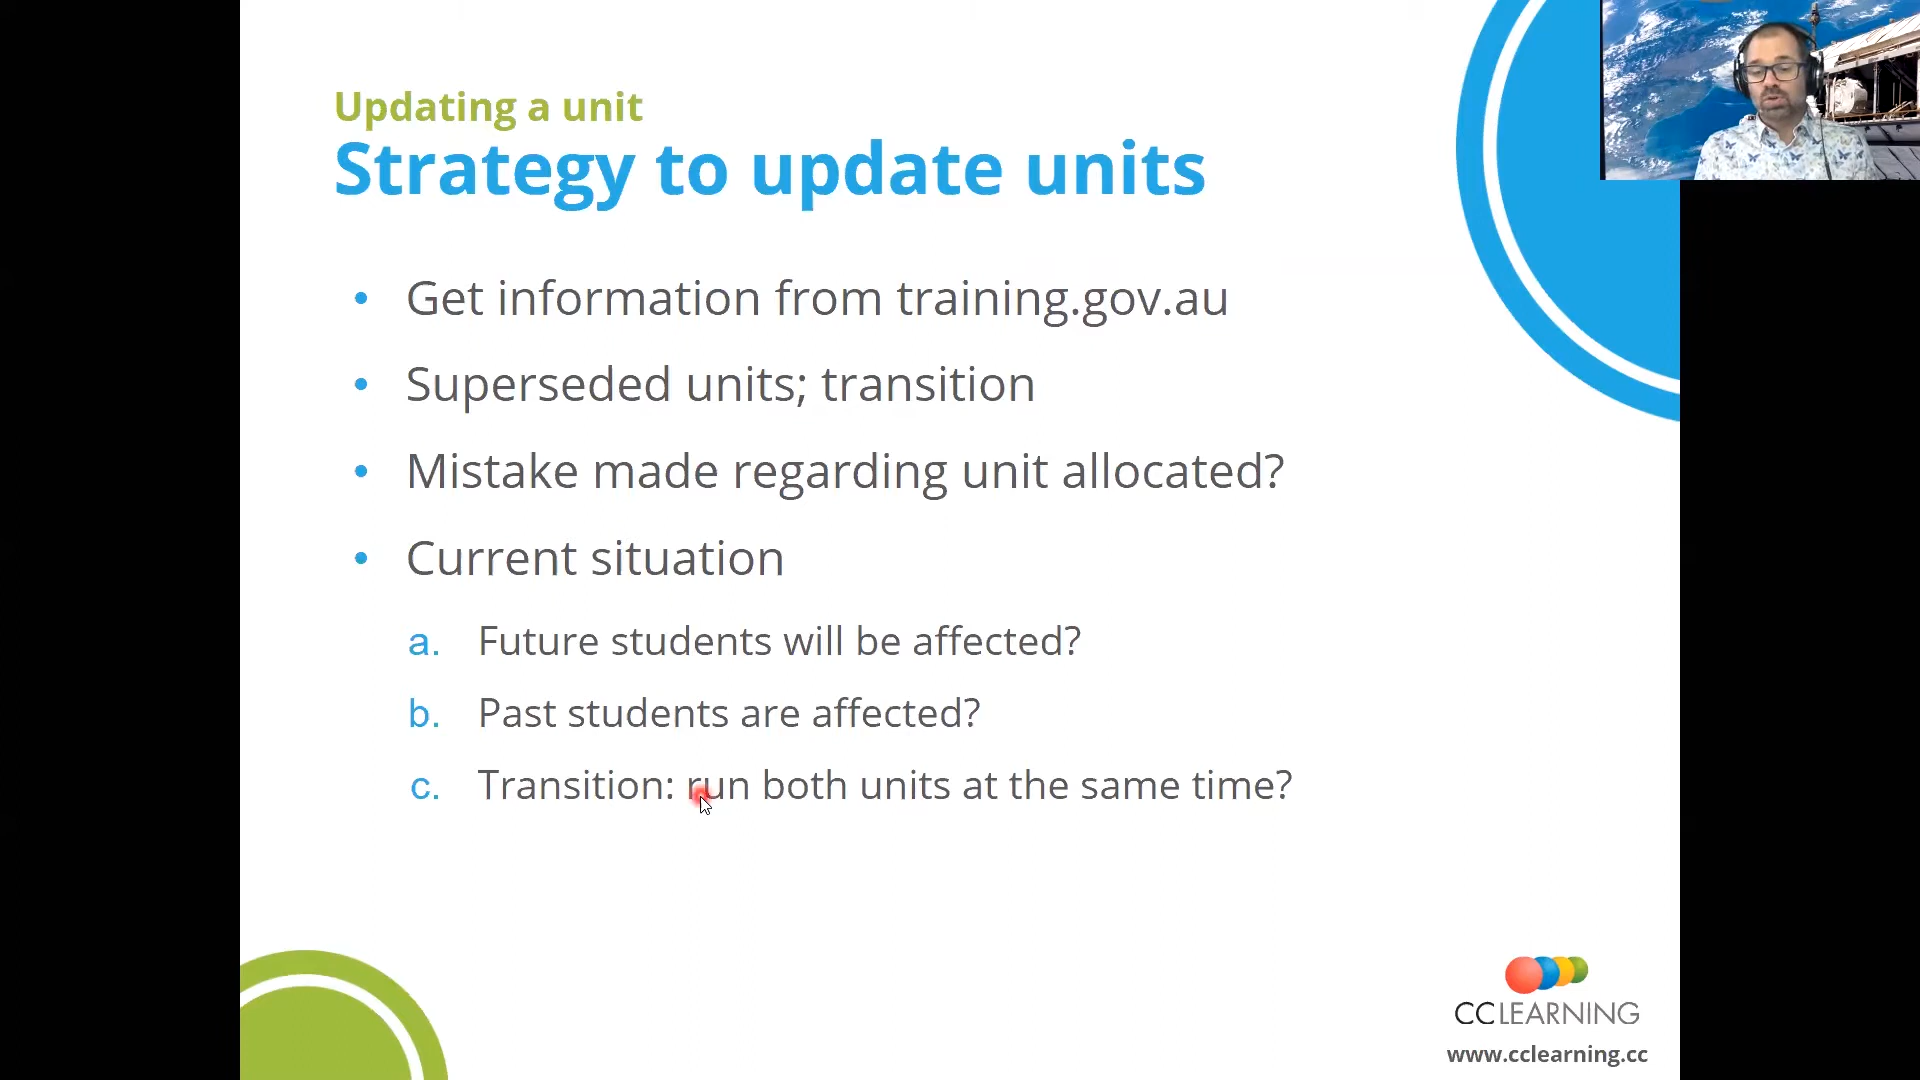 Updating a unit
Strategy to update units
• Get information from training.gov.au
• Superseded units; transition
• Mistake made regarding unit allocated?
• Current situation
a. Future students will be affected?
b. Past students are affected?
c. Transition: run both units at the same time?
CCLEARNING
www.cclearning.cc